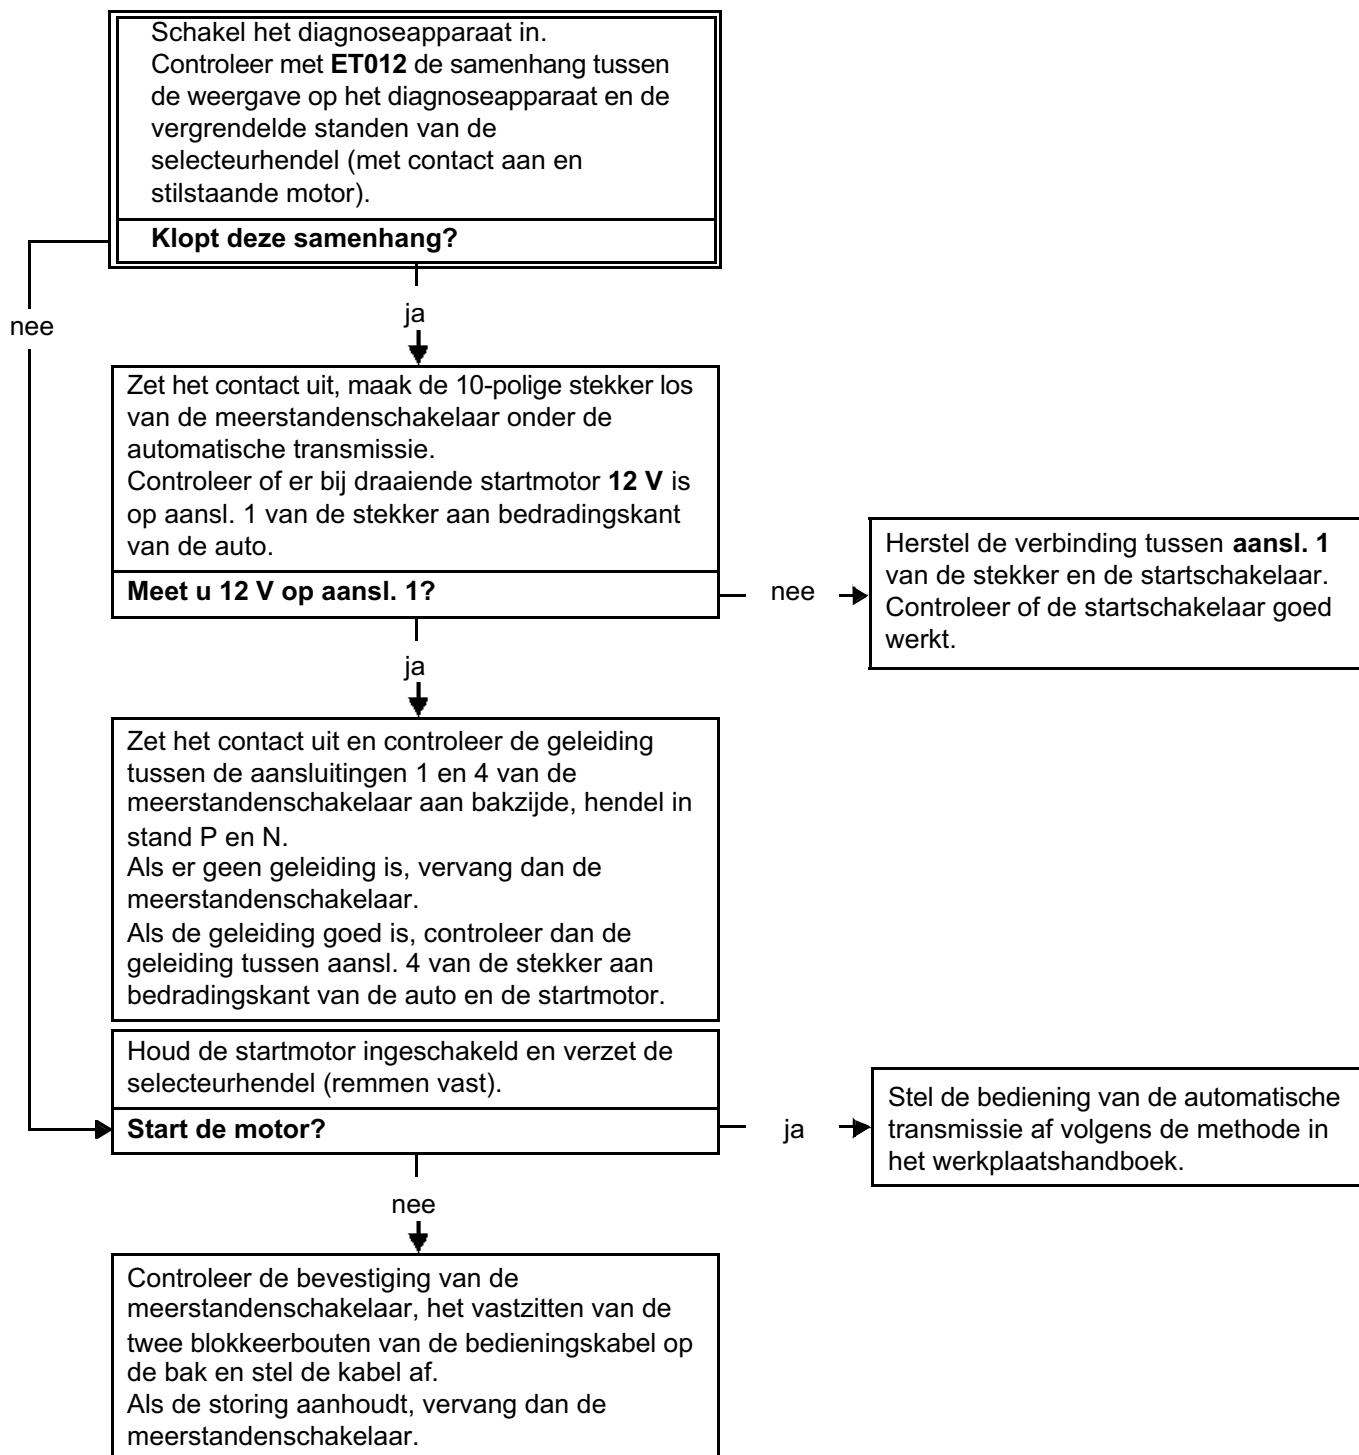 Schakel het diagnoseapparaat in.
Controleer met ET012 de samenhang tussen
de weergave op het diagnoseapparaat en de
vergrendelde standen van de
selecteurhendel (met contact aan en
stilstaande motor).
Klopt deze samenhang?
nee
ja
Zet het contact uit, maak de 10-polige stekker los
van de meerstandenschakelaar onder de
automatische transmissie.
Controleer of er bij draaiende startmotor 12 V is
op aansl. 1 van de stekker aan bedradingskant
van de auto.
Meet u 12 V op aansl. 1?
nee
Herstel de verbinding tussen aansl. 1
van de stekker en de startschakelaar.
Controleer of de startschakelaar goed
werkt.
ja
Zet het contact uit en controleer de geleiding
tussen de aansluitingen 1 en 4 van de
meerstandenschakelaar aan bakzijde, hendel in
stand P en N.
Als er geen geleiding is, vervang dan de
meerstandenschakelaar.
Als de geleiding goed is, controleer dan de
geleiding tussen aansl. 4 van de stekker aan
bedradingskant van de auto en de startmotor.
Houd de startmotor ingeschakeld en verzet de
selecteurhendel (remmen vast).
Start de motor?
ja
Stel de bediening van de automatische
transmissie af volgens de methode in
het werkplaatshandboek.
nee
Controleer de bevestiging van de
meerstandenschakelaar, het vastzitten van de
twee blokkeerbouten van de bedieningskabel op
de bak en stel de kabel af.
Als de storing aanhoudt, vervang dan de
meerstandenschakelaar.